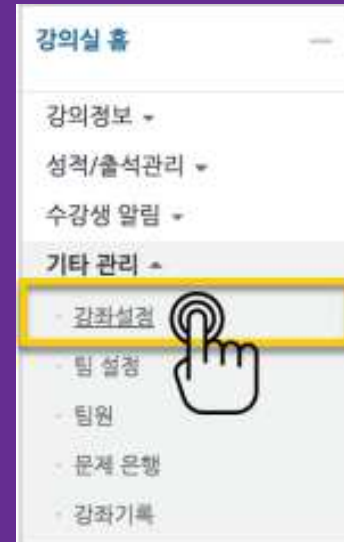 강의실 홈
강의정보
성적/출석관리
수강생 알림
기타 관리
강좌설정
팀 설정
팀원
문제 은행
강좌기록